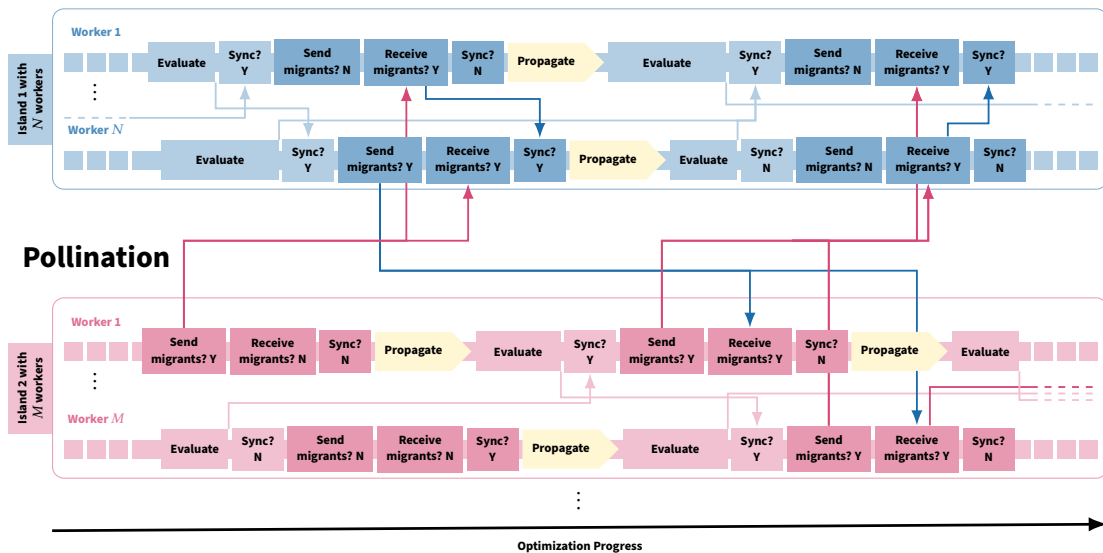 Worker 1
Evaluate
Sync?
Y
Send
migrants? N
Receive
migrants? Y
Sync?
N
Propagate
Evaluate
Sync?
Y
Send
migrants? N
Receive
migrants? Y
Sync?
Y
Island 1 with
N workers
⋮
Worker N
Evaluate
Sync?
Y
Send
migrants? Y
Receive
migrants? Y
Sync?
Y
Propagate
Evaluate
Sync?
N
Send
migrants? N
Receive
migrants? Y
Sync?
N
Pollination
Worker 1
Send
migrants? Y
Receive
migrants? N
Sync?
N
Propagate
Evaluate
Sync?
Y
Send
migrants? Y
Receive
migrants? Y
Sync?
N
Propagate
Evaluate
Island 2 with
M workers
⋮
Worker M
Evaluate
Sync?
N
Send
migrants? N
Receive
migrants? N
Sync?
Y
Propagate
Evaluate
Sync?
Y
Send
migrants? Y
Receive
migrants? Y
Sync?
N
⋮
Optimization Progress